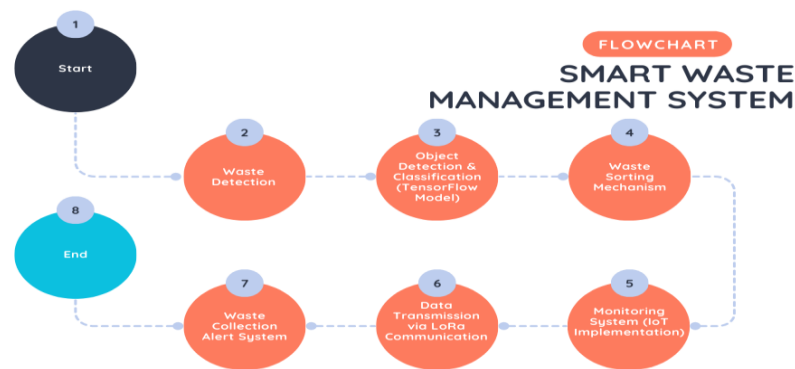 FLOWCHART
SMART WASTE
MANAGEMENT SYSTEM
1
Start
2
Waste
Detection
3
Object
Detection &
Classification
(TensorFlow
Model)
4
Waste
Sorting
Mechanism
5
Monitoring
System (IoT
Implementation)
6
Data
Transmission
via LoRa
Communication
7
Waste
Collection
Alert System
8
End